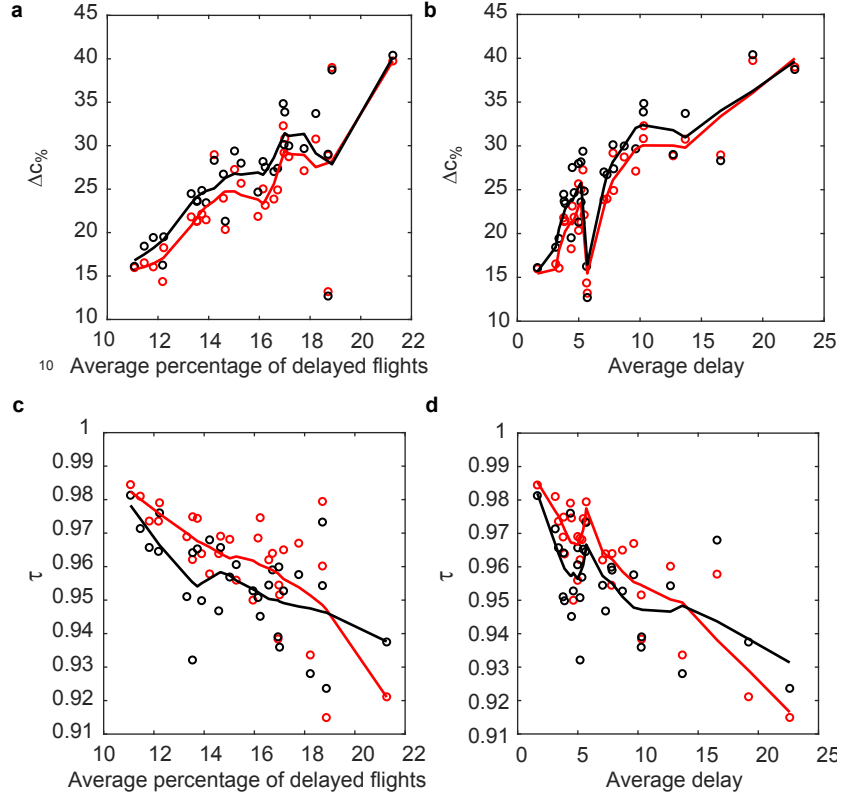 a
b
40
35
30
25
20
15
10
Δc%
10 12 14 16 18 20 22
10 Average percentage of delayed flights
40
35
30
25
20
15
10
Δc%
0 5 10 15 20 25
Average delay
c
d
1
0.99
0.98
0.97
0.96
0.95
0.94
0.93
0.92
0.91
τ
10 12 14 16 18 20 22
Average percentage of delayed flights
1
0.99
0.98
0.97
0.96
0.95
0.94
0.93
0.92
0.91
τ
0 5 10 15 20 25
Average delay